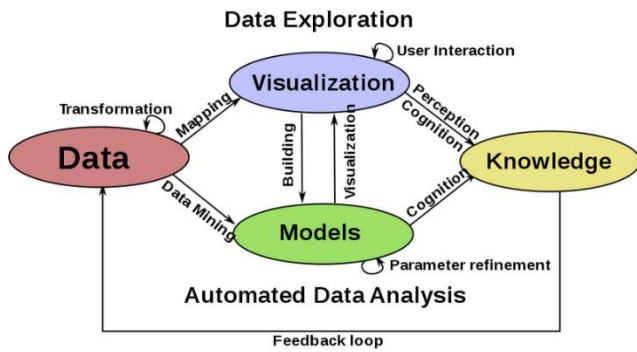 Data Exploration
User Interaction
Visualization
Transformation
Mapping
Perception
Cognition
Data
Building
Visualization
Knowledge
Data Mining
Cognition
Models
Parameter refinement
Automated Data Analysis
Feedback loop